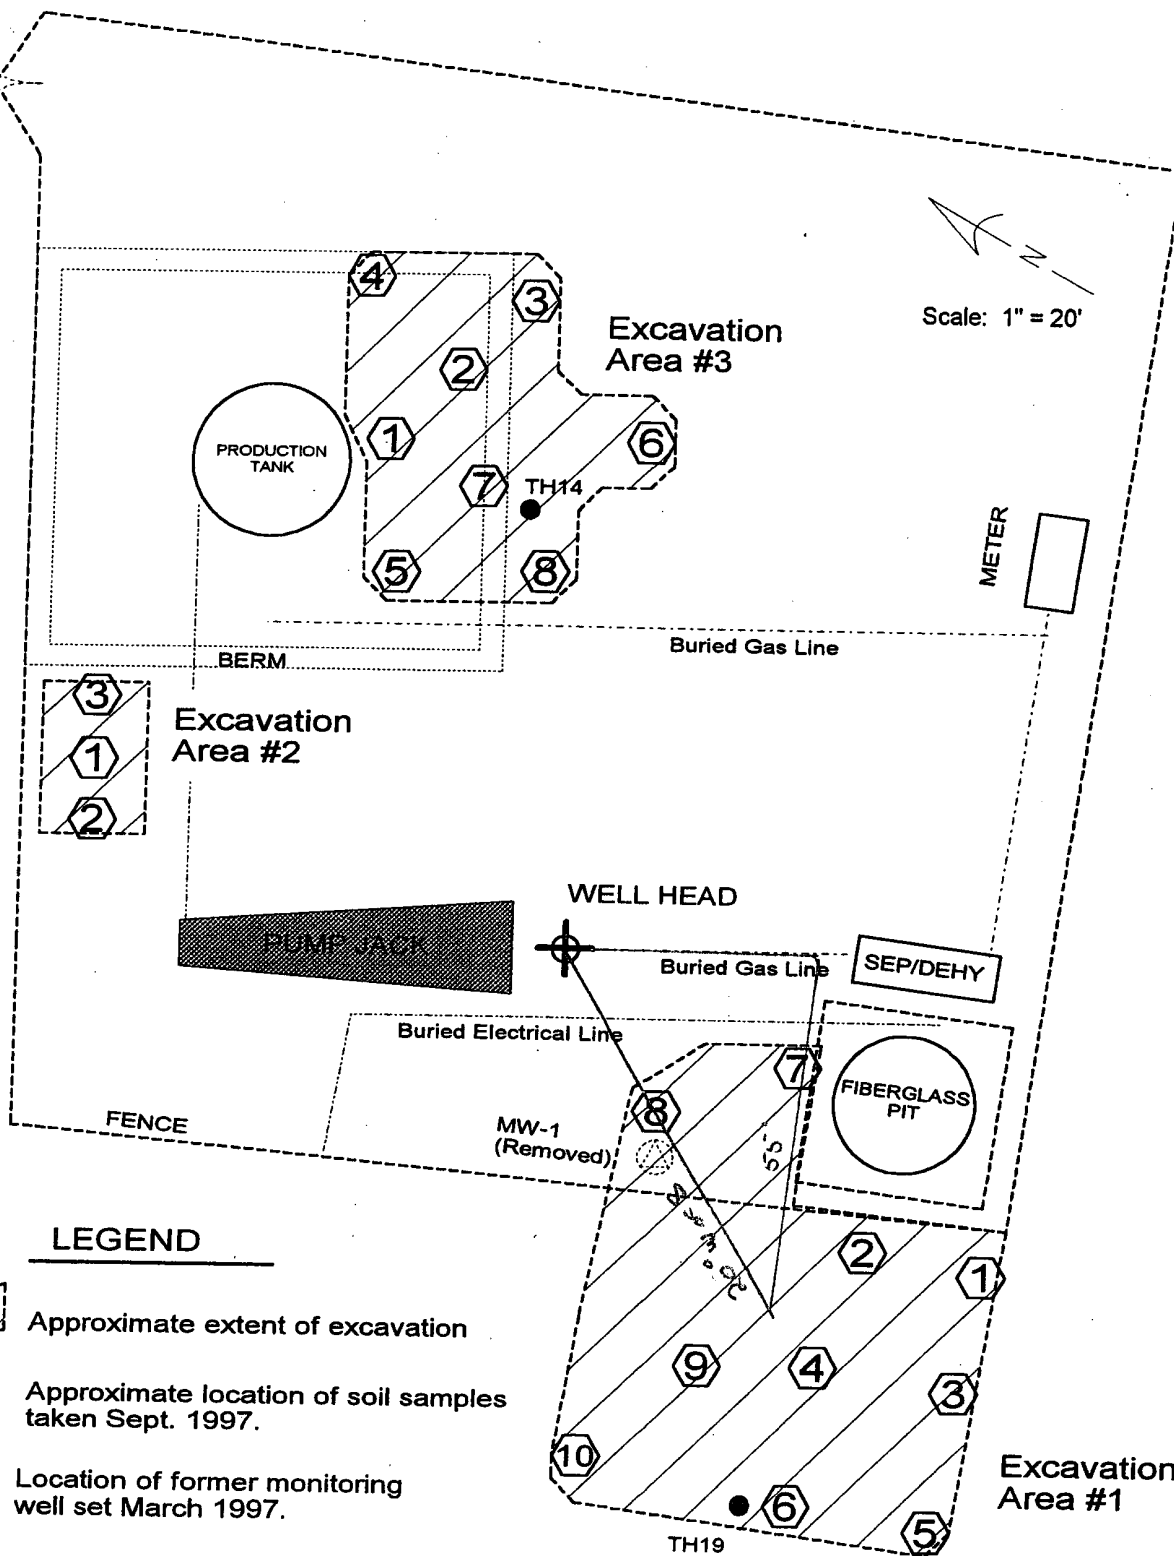 4
3
N
Scale: 1" = 20'
Excavation
Area #3
2
PRODUCTION
TANK
1
6
7
TH14
METER
5
8
Buried Gas Line
BERM
3
Excavation
Area #2
1
2
WELL HEAD
PUMP JACK
Buried Gas Line
SEP/DEHY
Buried Electrical Line
7
FIBERGLASS
PIT
8
FENCE
MW-1
(Removed)
55'
LEGEND
2
1
Approximate extent of excavation
9
4
3
Approximate location of soil samples
taken Sept. 1997.
10
Location of former monitoring
well set March 1997.
Excavation
Area #1
6
5
TH19